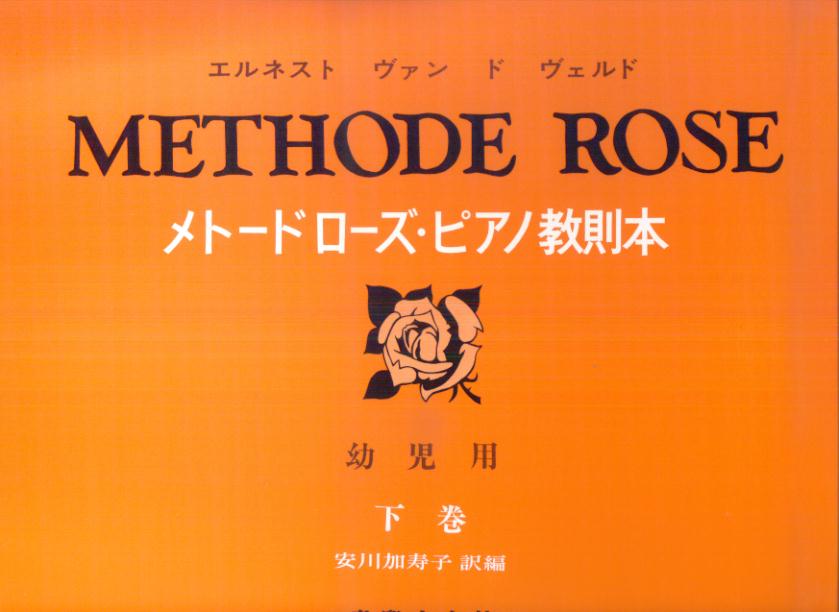 エルネスト ヴァン ド ヴェルド
METHODE ROSE
メトードローズ・ピアノ教則本
幼児用
下巻
安川加寿子 訳編